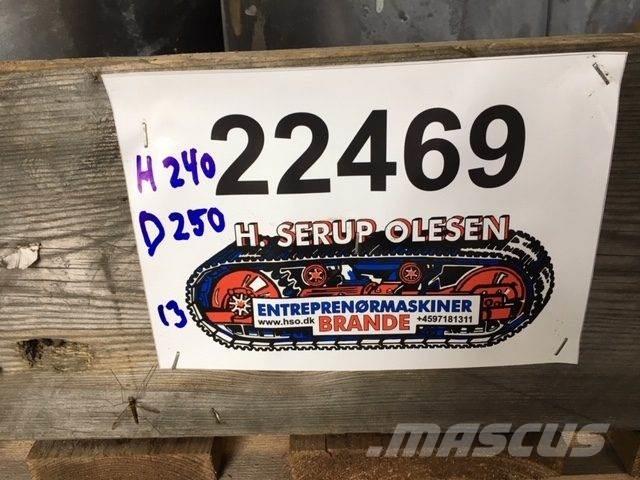 22469
H 240
D 250
13
H. SERUP OLESEN
ENTREPRENØRMASKINER
www.hso.dk BRANDE +4597181311
.MASCUS